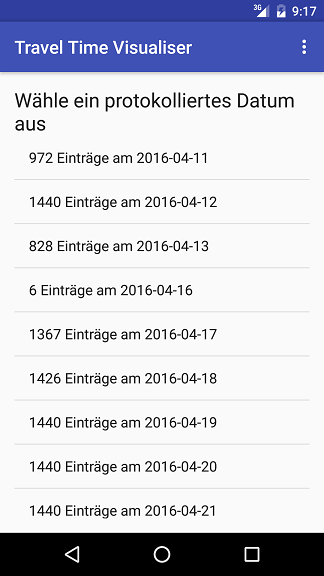 3G 9:17
Travel Time Visualiser
Wähle ein protokolliertes Datum
aus
972 Einträge am 2016-04-11
1440 Einträge am 2016-04-12
828 Einträge am 2016-04-13
6 Einträge am 2016-04-16
1367 Einträge am 2016-04-17
1426 Einträge am 2016-04-18
1440 Einträge am 2016-04-19
1440 Einträge am 2016-04-20
1440 Einträge am 2016-04-21